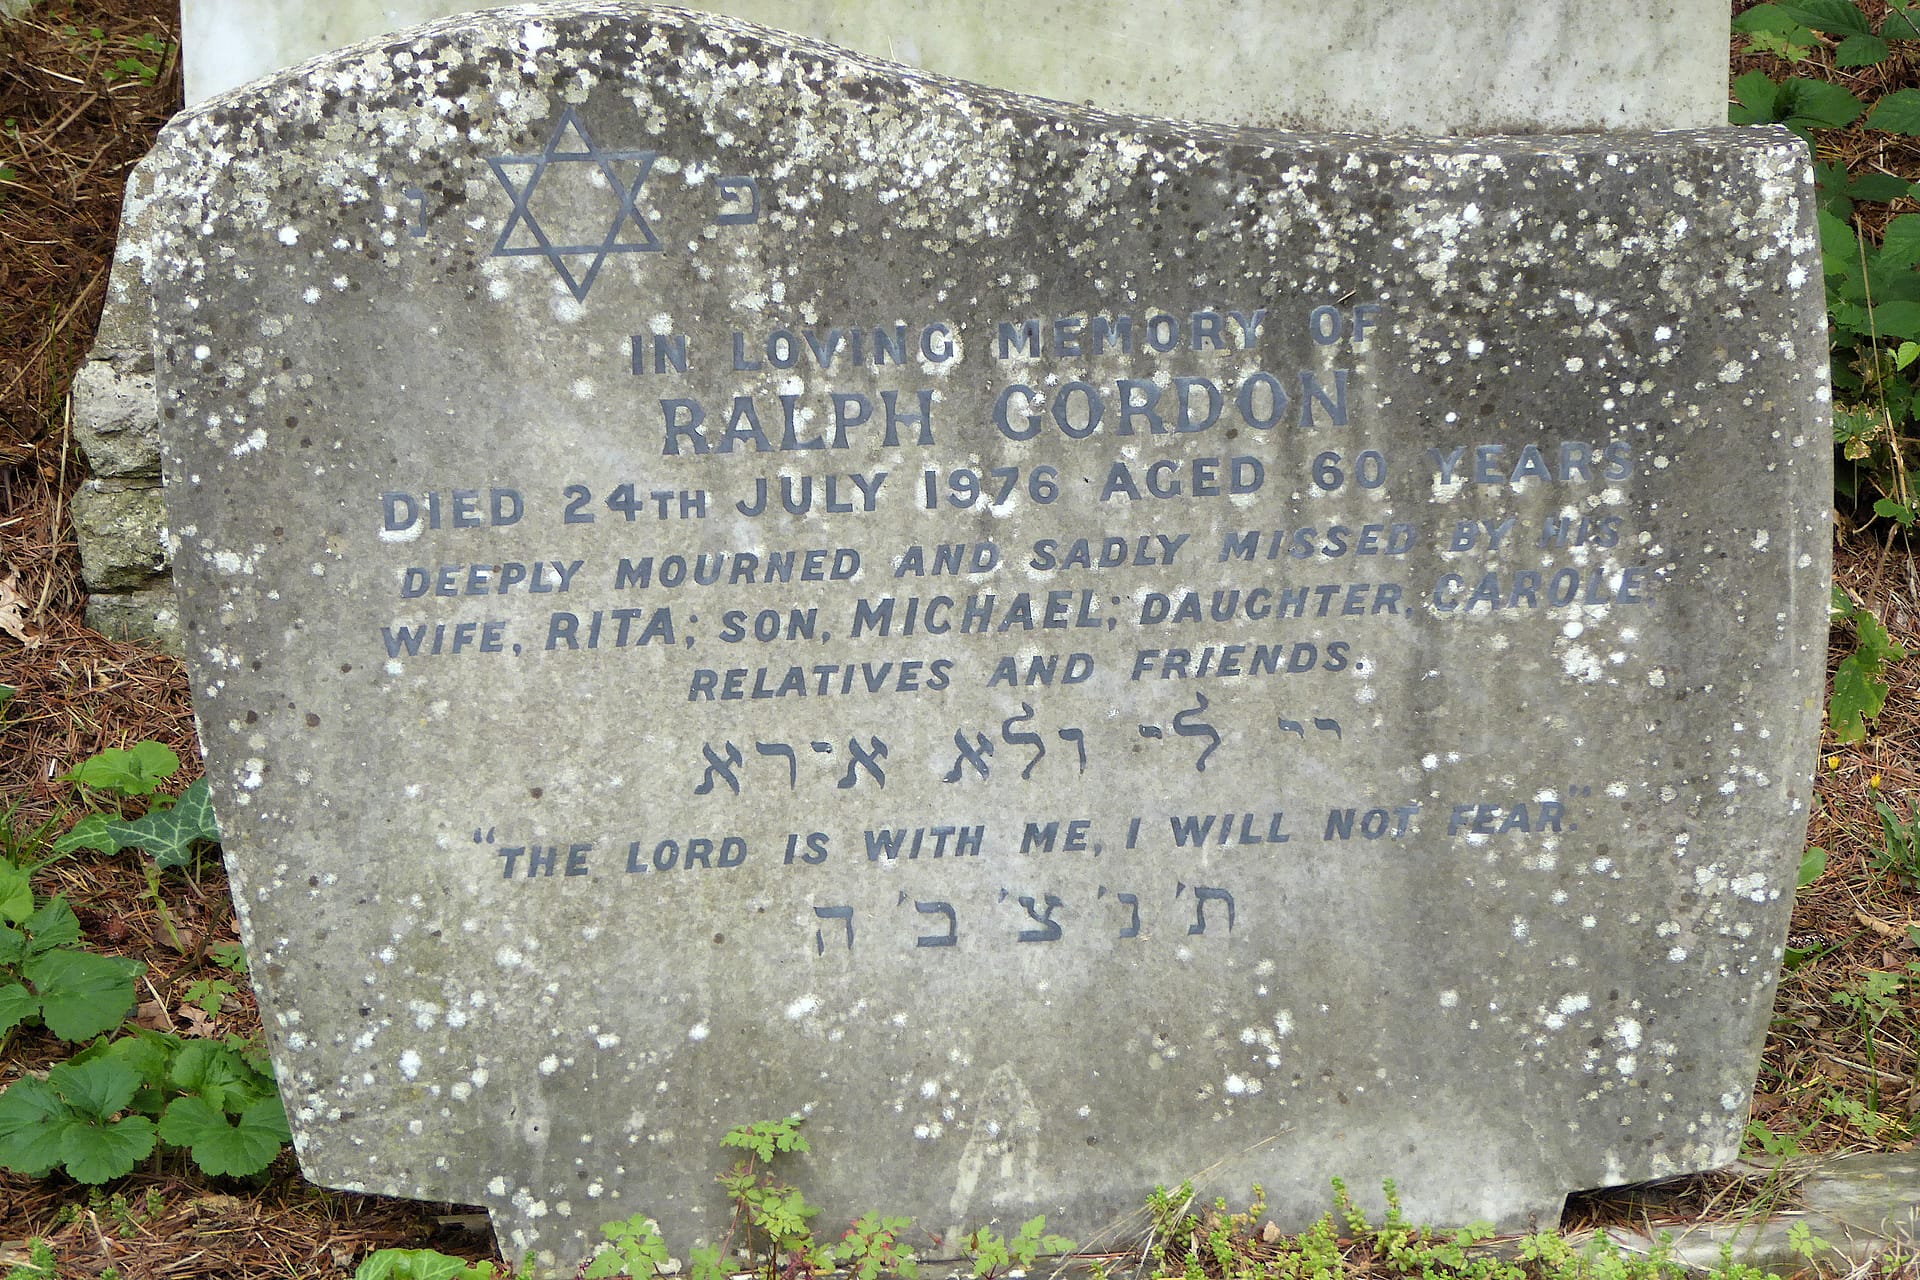 פ נ
IN LOVING MEMORY OF
RALPH GORDON
DIED 24TH JULY 1976 AGED 60 YEARS
DEEPLY MOURNED AND SADLY MISSED BY HIS
WIFE, RITA; SON, MICHAEL; DAUGHTER, CAROLE;
RELATIVES AND FRIENDS.
יי לי ולא אירא
"THE LORD IS WITH ME, I WILL NOT FEAR."
ת' נ' צ' ב' ה